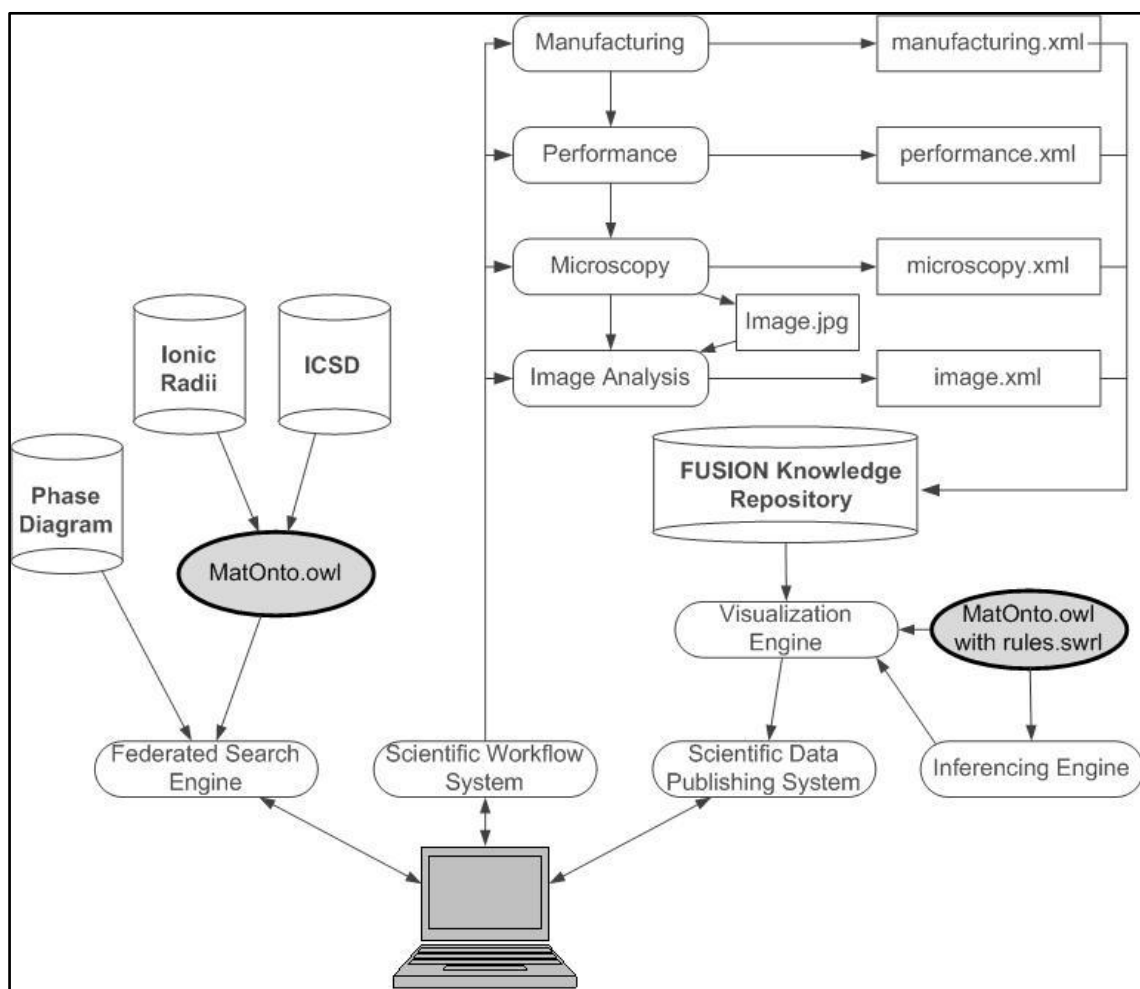 Manufacturing
manufacturing.xml
Performance
performance.xml
Microscopy
microscopy.xml
Image.jpg
Image Analysis
image.xml
Ionic
Radii
ICSD
Phase
Diagram
MatOnto.owl
FUSION Knowledge
Repository
Visualization
Engine
MatOnto.owl
with rules.swrl
Federated Search
Engine
Scientific Workflow
System
Scientific Data
Publishing System
Inferencing Engine